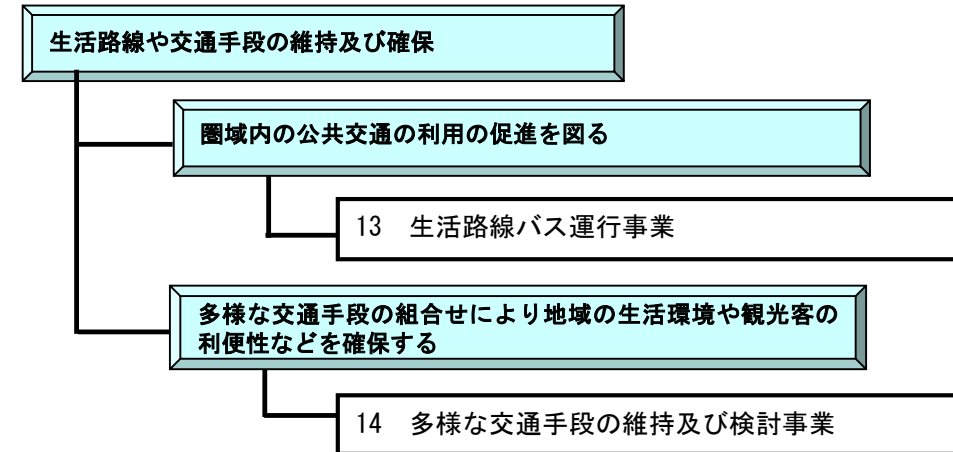 生活路線や交通手段の維持及び確保
圏域内の公共交通の利用の促進を図る
13　生活路線バス運行事業
多様な交通手段の組合せにより地域の生活環境や観光客の
利便性などを確保する
14　多様な交通手段の維持及び検討事業